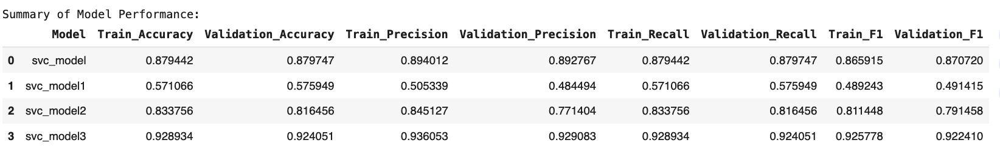 Summary of Model Performance:
Model Train_Accuracy Validation_Accuracy Train_Precision Validation_Precision Train_Recall Validation_Recall Train_F1 Validation_F1
0 svc_model 0.879442 0.879747 0.894012 0.892767 0.879442 0.879747 0.865915 0.870720
1 svc_model1 0.571066 0.575949 0.505339 0.484494 0.571066 0.575949 0.489243 0.491415
2 svc_model2 0.833756 0.816456 0.845127 0.771404 0.833756 0.816456 0.811448 0.791458
3 svc_model3 0.928934 0.924051 0.936053 0.929083 0.928934 0.924051 0.925778 0.922410